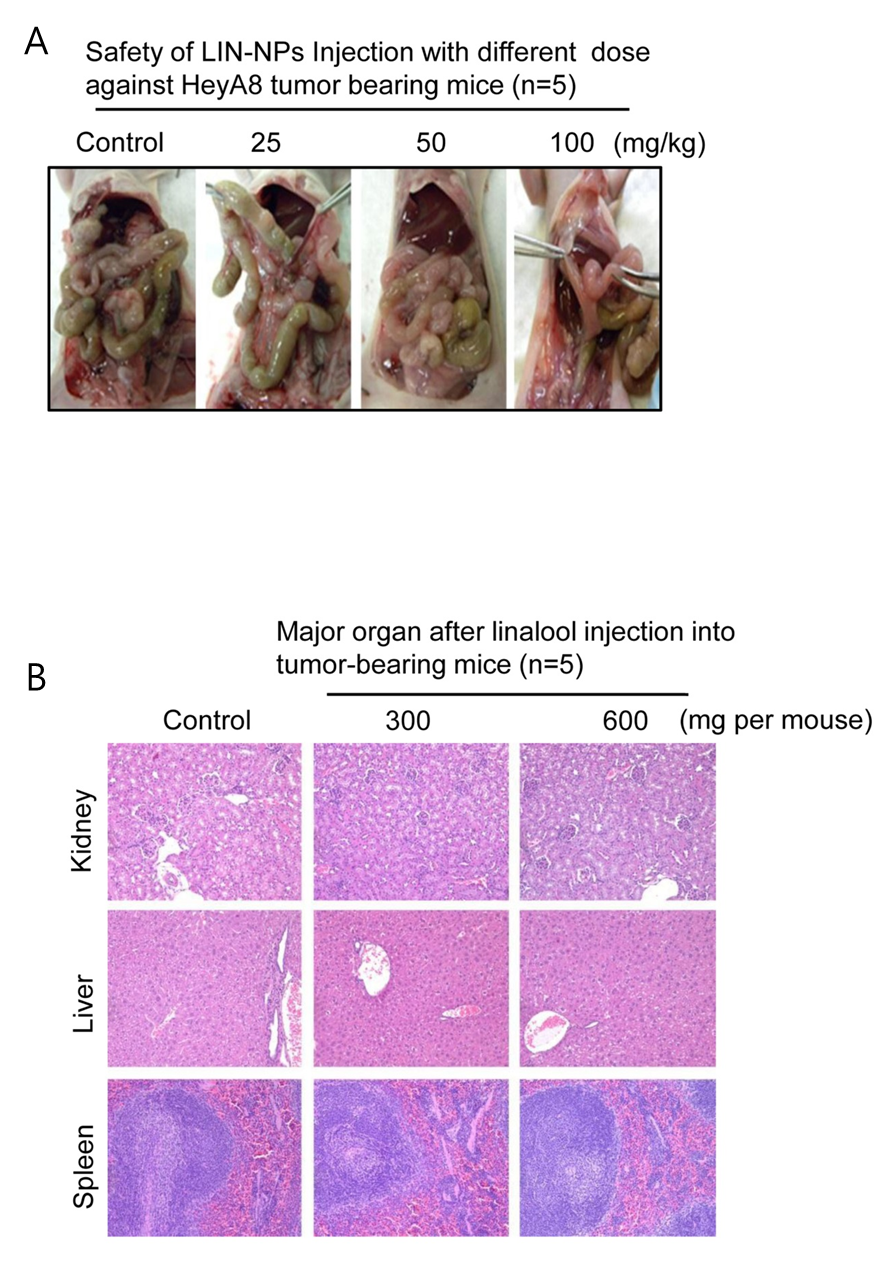 A
Safety of LIN-NPs Injection with different dose
against HeyA8 tumor bearing mice (n=5)
Control 25 50 100 (mg/kg)
B
Major organ after linalool injection into
tumor-bearing mice (n=5)
Control 300 600 (mg per mouse)
Kidney
Liver
Spleen